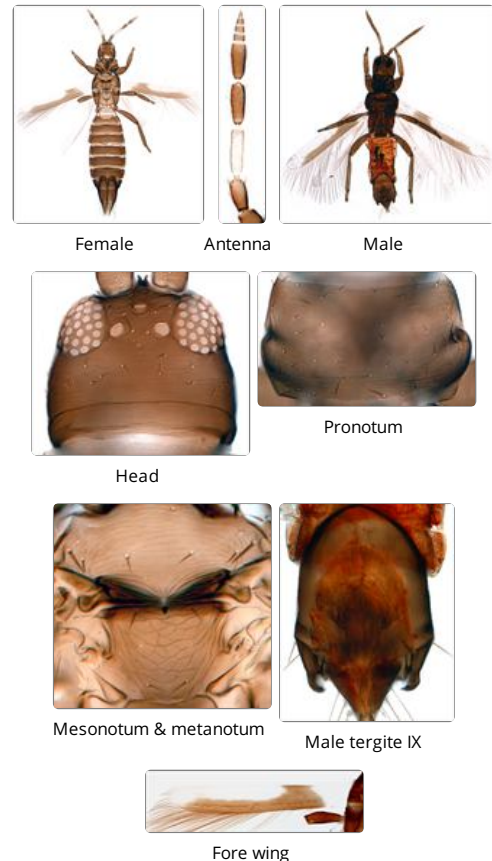 Female
Antenna
Male
Head
Pronotum
Mesonotum & metanotum
Male tergite IX
Fore wing